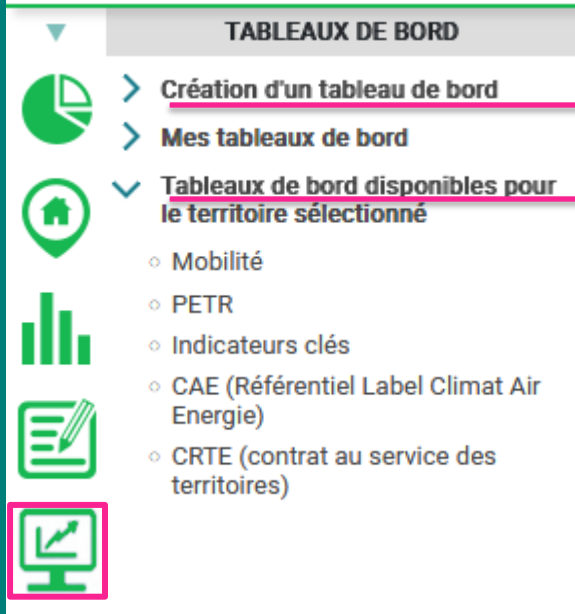 TABLEAUX DE BORD
Création d'un tableau de bord
Mes tableaux de bord
Tableaux de bord disponibles pour
le territoire sélectionné
Mobilité
PETR
Indicateurs clés
CAE (Référentiel Label Climat Air
Energie)
CRTE (contrat au service des
territoires)